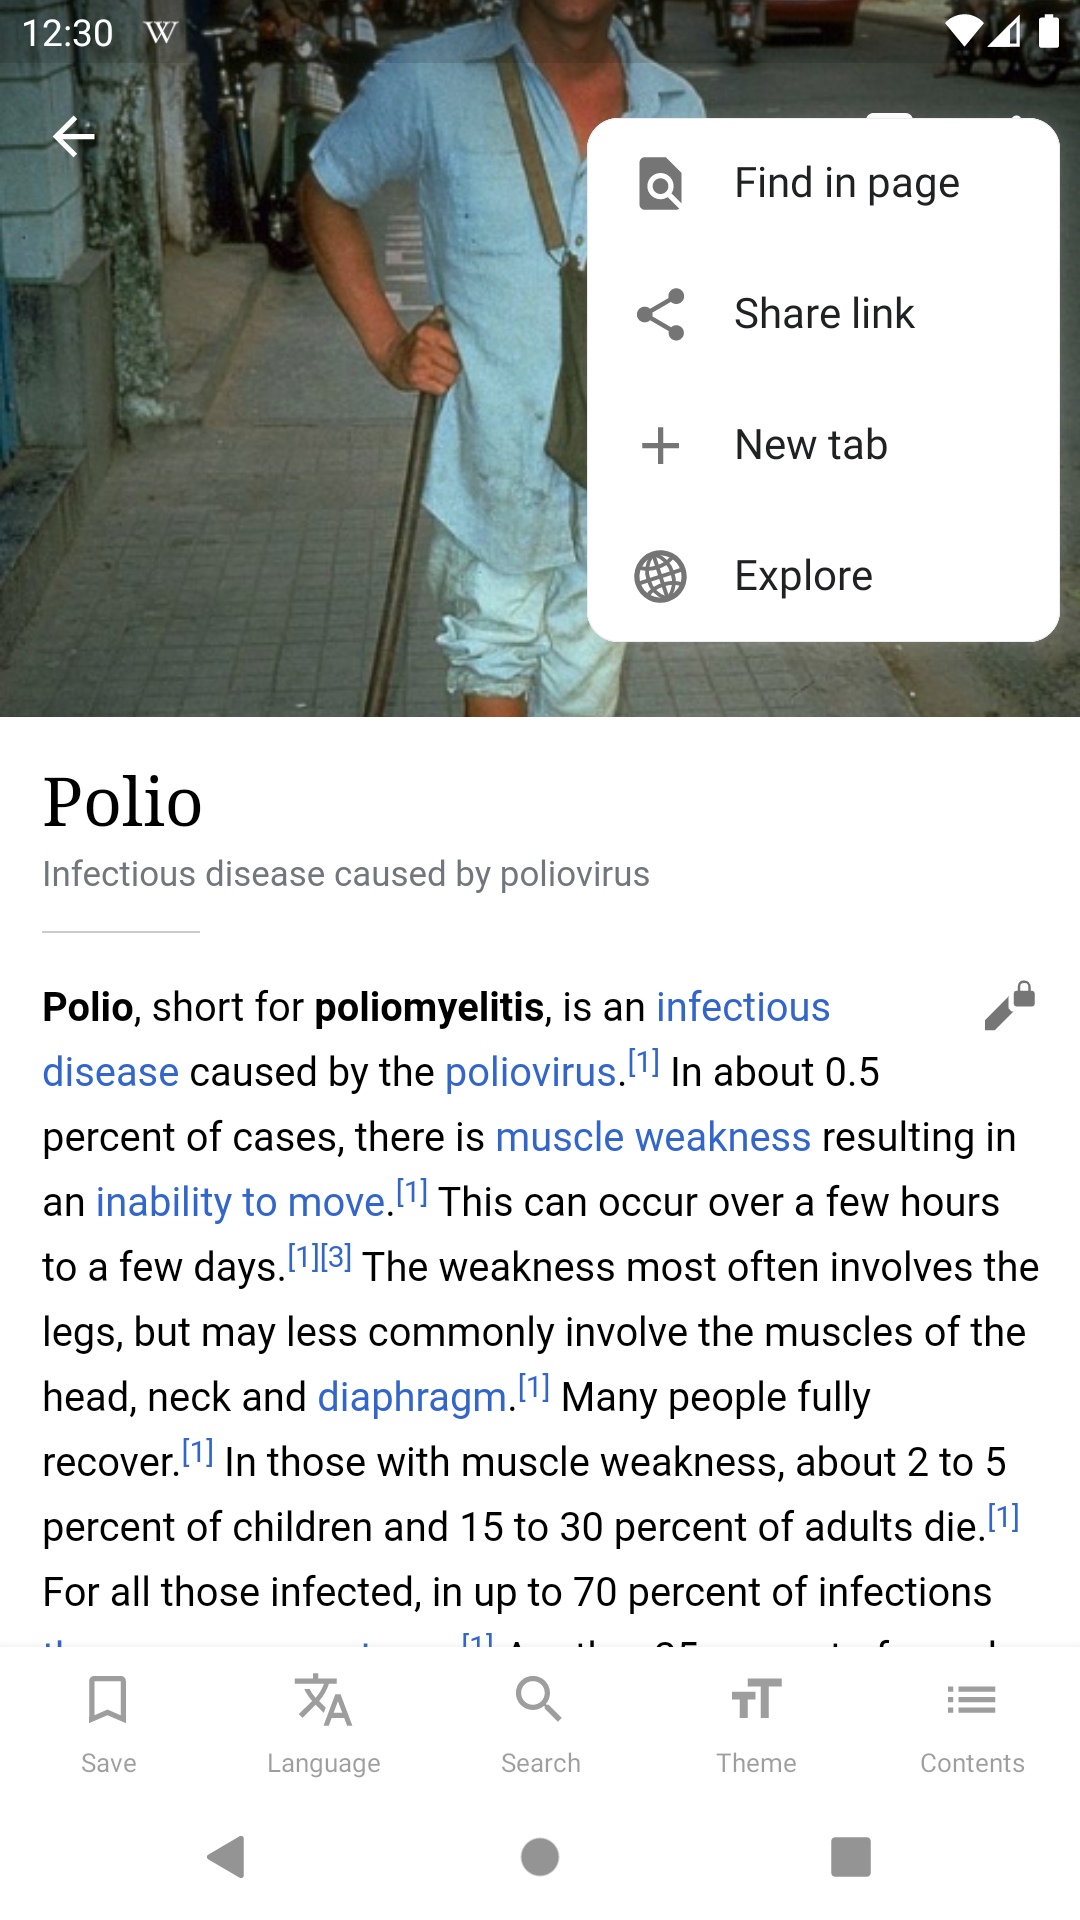 12:30 W
Find in page
Share link
New tab
Explore
Polio
Infectious disease caused by poliovirus
Polio, short for poliomyelitis, is an infectious
disease caused by the poliovirus.[1] In about 0.5
percent of cases, there is muscle weakness resulting in
an inability to move.[1] This can occur over a few hours
to a few days.[1][3] The weakness most often involves the
legs, but may less commonly involve the muscles of the
head, neck and diaphragm.[1] Many people fully
recover.[1] In those with muscle weakness, about 2 to 5
percent of children and 15 to 30 percent of adults die.[1]
For all those infected, in up to 70 percent of infections
Save
Language
Search
Theme
Contents